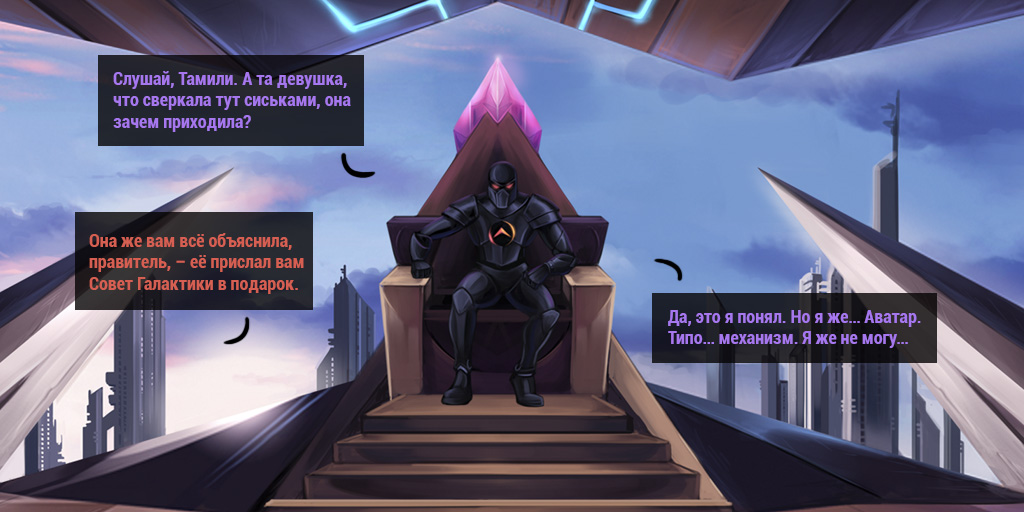 Слушай, Тамили. А та девушка,
что сверкала тут сиськами, она
зачем приходила?
Она же вам всё объяснила,
правитель, – её прислал вам
Совет Галактики в подарок.
Да, это я понял. Но я же... Аватар.
Типо... механизм. Я же не могу...